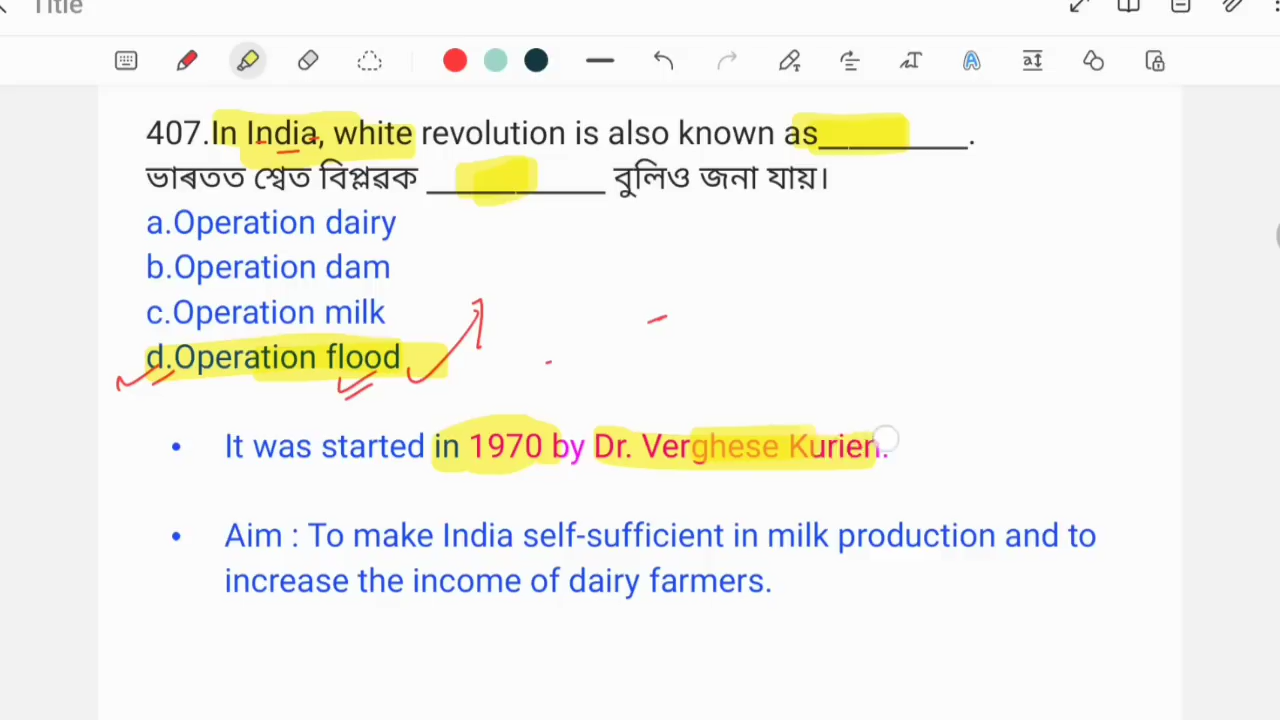 Title
407.In India, white revolution is also known as_________.
ভাৰতত শ্বেত বিপ্লৱক __________ বুলিও জনা যায়।
a.Operation dairy
b.Operation dam
c.Operation milk
d.Operation flood
• It was started in 1970 by Dr. Verghese Kurien.
• Aim : To make India self-sufficient in milk production and to
increase the income of dairy farmers.